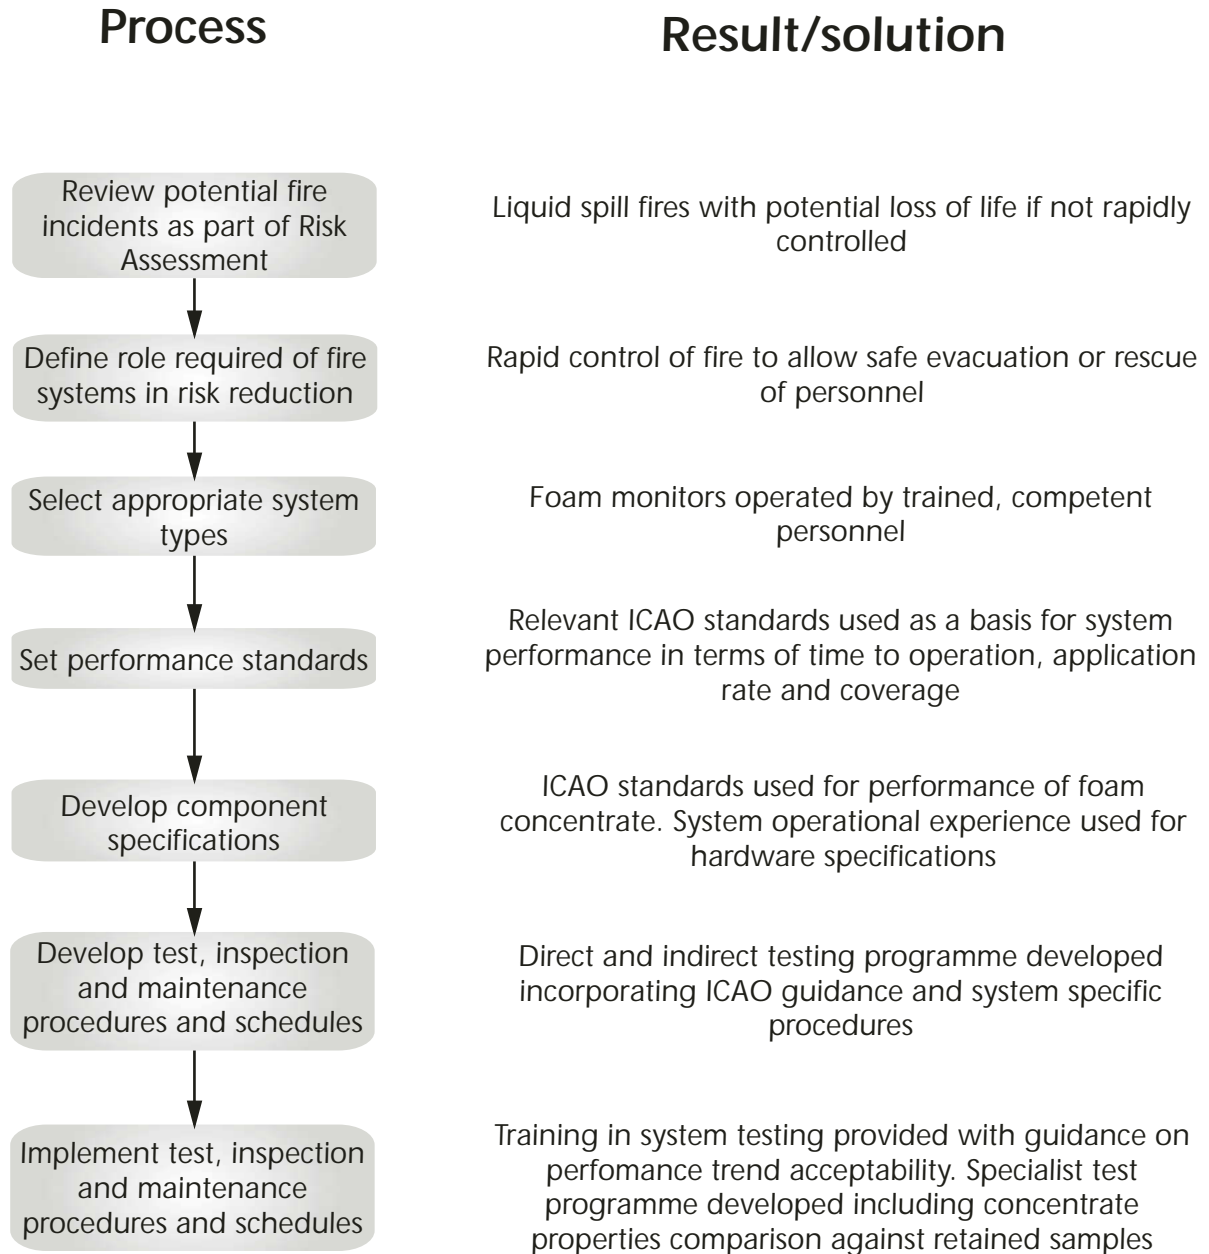 Process
Result/solution
Review potential fire
incidents as part of Risk
Assessment
Liquid spill fires with potential loss of life if not rapidly
controlled
Define role required of fire
systems in risk reduction
Rapid control of fire to allow safe evacuation or rescue
of personnel
Select appropriate system
types
Foam monitors operated by trained, competent
personnel
Set performance standards
Relevant ICAO standards used as a basis for system
performance in terms of time to operation, application
rate and coverage
Develop component
specifications
ICAO standards used for performance of foam
concentrate. System operational experience used for
hardware specifications
Develop test, inspection
and maintenance
procedures and schedules
Direct and indirect testing programme developed
incorporating ICAO guidance and system specific
procedures
Implement test, inspection
and maintenance
procedures and schedules
Training in system testing provided with guidance on
perfomance trend acceptability. Specialist test
programme developed including concentrate
properties comparison against retained samples